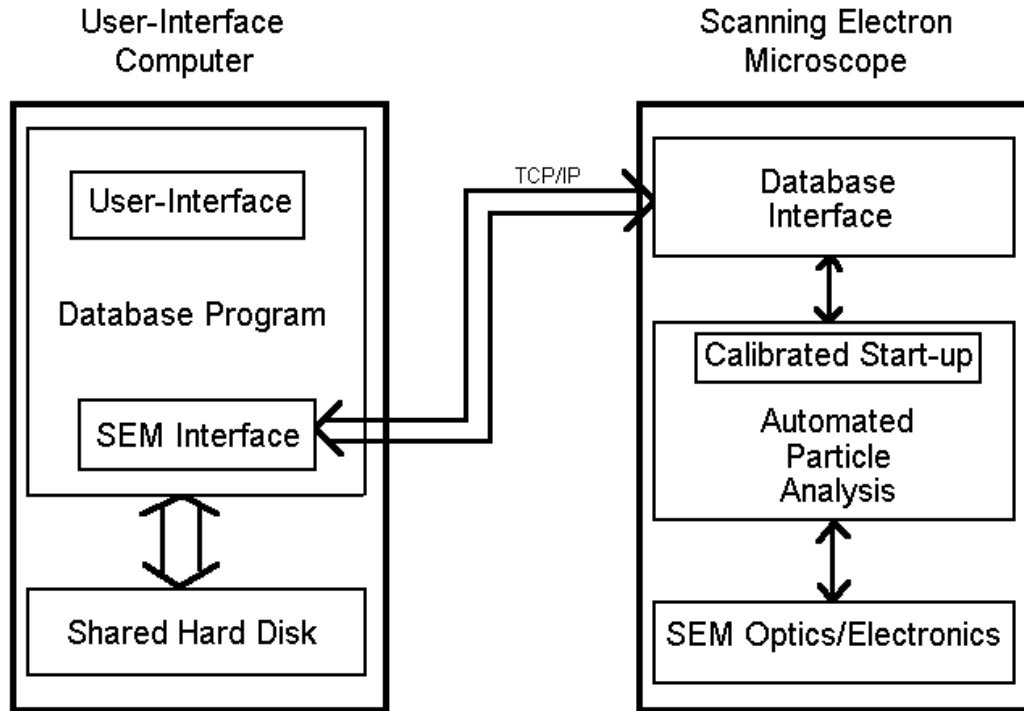 User-Interface
Computer
User-Interface
Database Program
SEM Interface
Shared Hard Disk
TCP/IP
Scanning Electron
Microscope
Database
Interface
Calibrated Start-up
Automated
Particle
Analysis
SEM Optics/Electronics